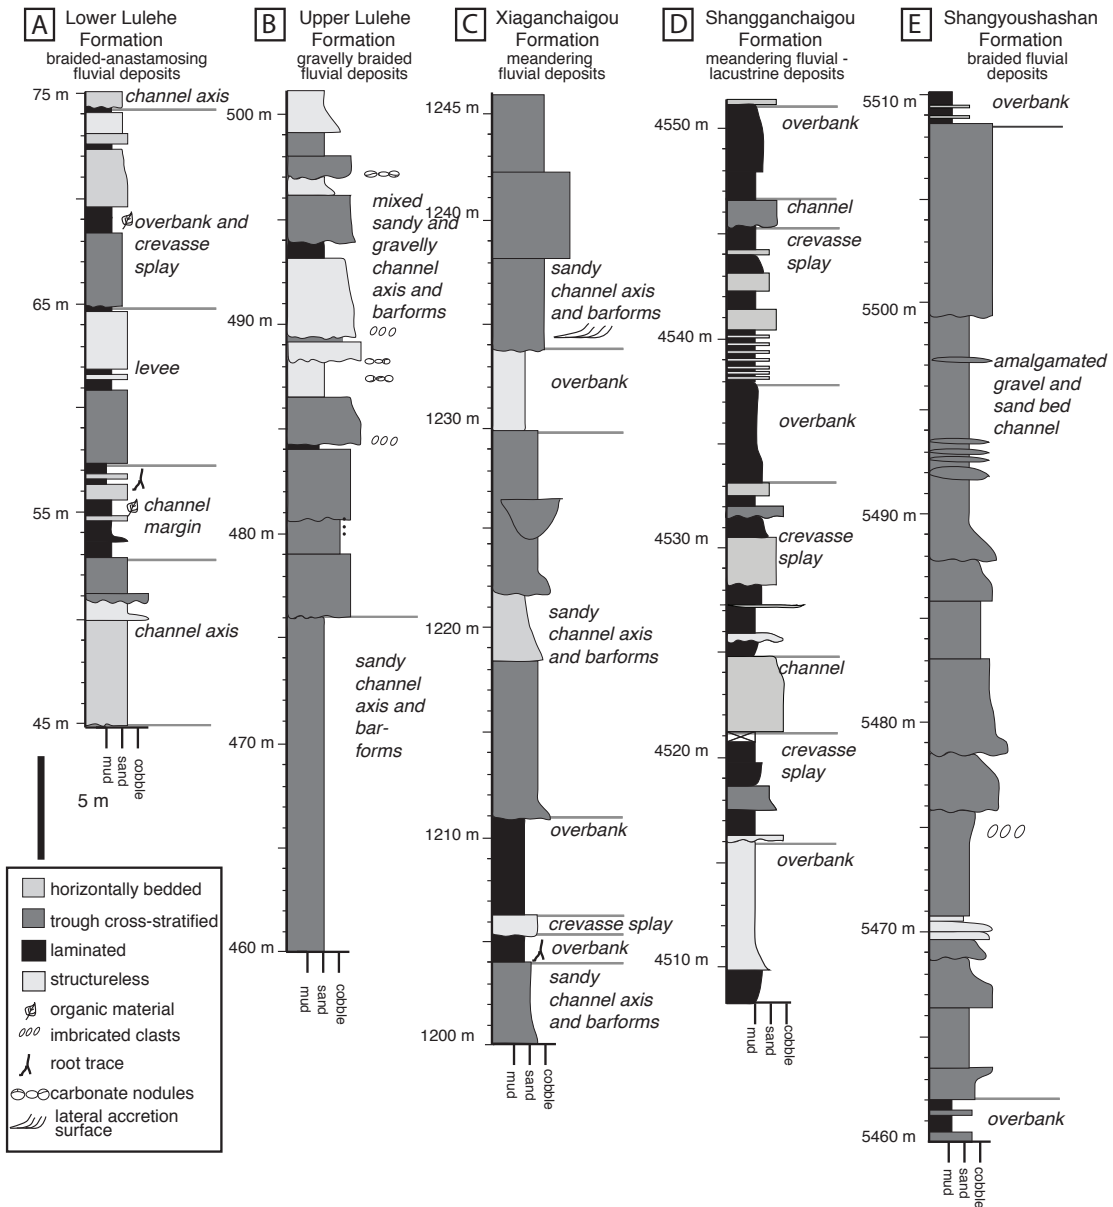 A
Lower Lulehe
Formation
braided-anastamosing
fluvial deposits
75 m
channel axis
overbank and
crevasse
splay
65 m
levee
55 m
channel
margin
channel axis
45 m
mud
sand
cobble
5 m
horizontally bedded
trough cross-stratified
laminated
structureless
organic material
imbricated clasts
root trace
carbonate nodules
lateral accretion
surface
B
Upper Lulehe
Formation
gravelly braided
fluvial deposits
500 m
mixed
sandy and
gravelly
channel
axis and
barforms
490 m
480 m
sandy
channel
axis and
bar-
forms
470 m
460 m
mud
sand
cobble
C
Xiaganchaigou
Formation
meandering
fluvial deposits
1245 m
1240 m
sandy
channel axis
and barforms
overbank
1230 m
sandy
channel axis
and barforms
1220 m
overbank
1210 m
crevasse splay
overbank
sandy
channel axis
and barforms
1200 m
mud
sand
cobble
D
Shangganchaigou
Formation
meandering fluvial -
lacustrine deposits
4550 m
overbank
channel
crevasse
splay
4540 m
overbank
4530 m
crevasse
splay
channel
4520 m
crevasse
splay
overbank
4510 m
mud
sand
cobble
E
Shangyoushashan
Formation
braided fluvial
deposits
5510 m
overbank
5500 m
amalgamated
gravel and
sand bed
channel
5490 m
5480 m
5470 m
overbank
5460 m
mud
sand
cobble